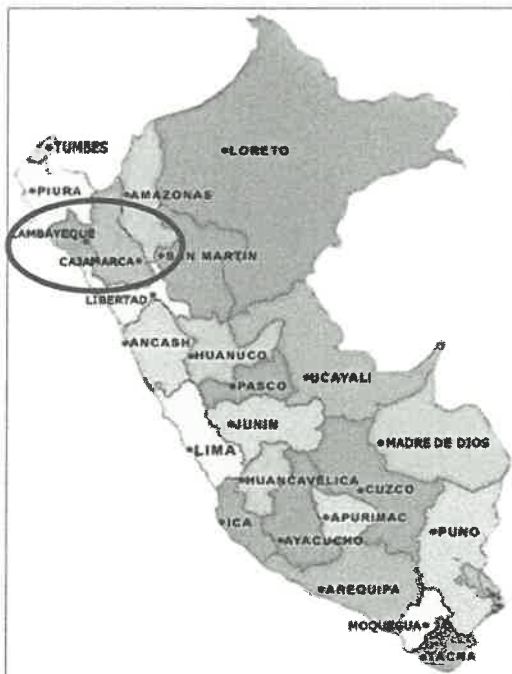 TUMBES
LORETO
PIURA
AMAZONAS
LAMBAYEQUE
CAJAMARCA
SAN MARTIN
LIBERTAD
ANCASH
HUANUCO
PASCO
UCAYALI
JUNIN
MADRE DE DIOS
LIMA
HUANCAVELICA
CUZCO
ICA
APURIMAC
PUNO
AYACUCHO
AREQUIPA
MOQUEGUA
TACNA